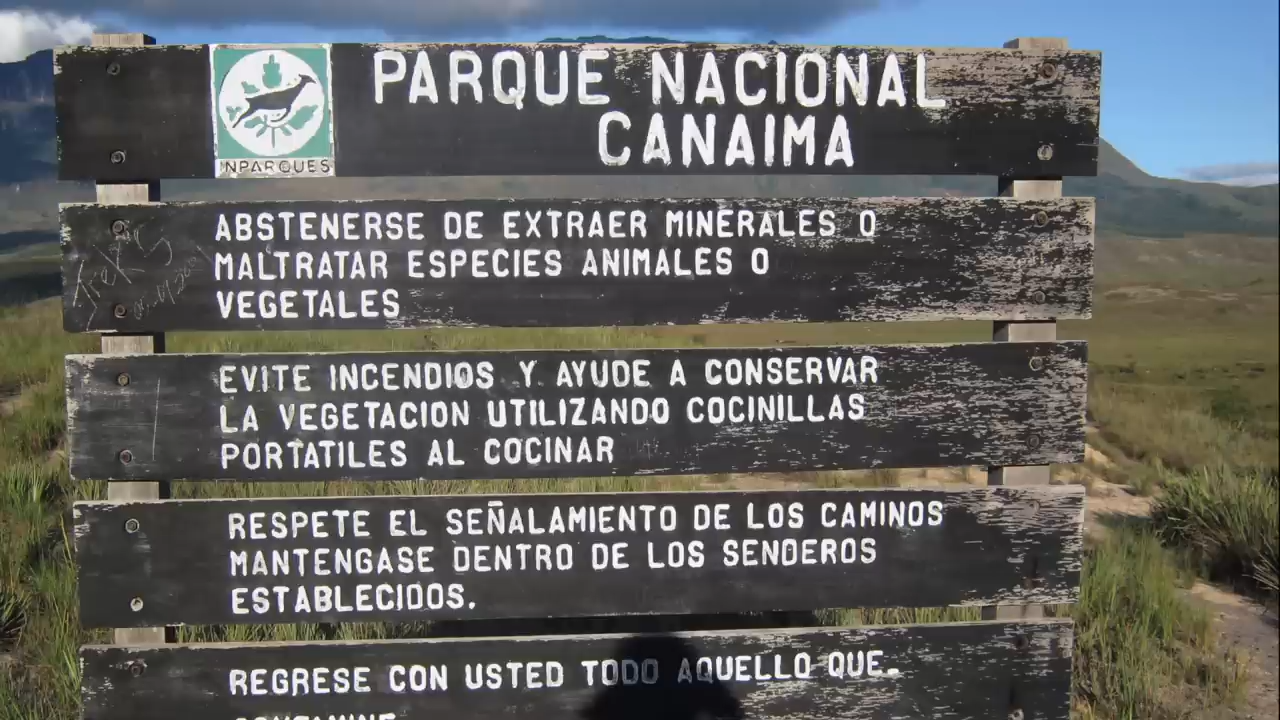 PARQUE NACIONAL
CANAIMA
INPARQUES
ABSTENERSE DE EXTRAER MINERALES O
MALTRATAR ESPECIES ANIMALES O
VEGETALES
EVITE INCENDIOS Y AYUDE A CONSERVAR
LA VEGETACION UTILIZANDO COCINILLAS
PORTATILES AL COCINAR
RESPETE EL SEÑALAMIENTO DE LOS CAMINOS
MANTENGASE DENTRO DE LOS SENDEROS
ESTABLECIDOS.
REGRESE CON USTED TODO AQUELLO QUE
CONTAMINE